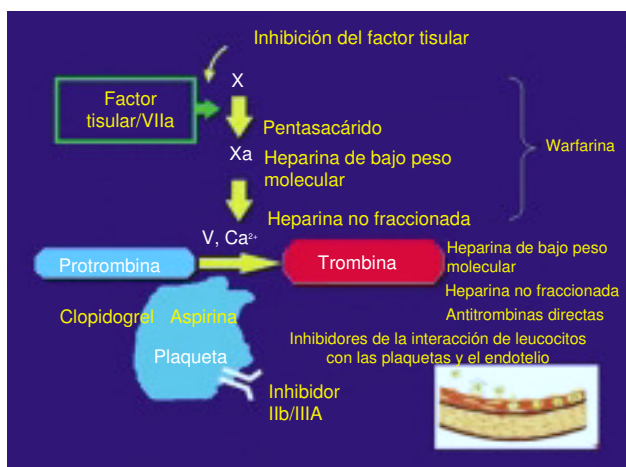 Inhibición del factor tisular
X
Factor
tisular/VIIa
Pentasacárido
Xa
Heparina de bajo peso
molecular
Warfarina
Heparina no fraccionada
V, Ca²⁺
Protrombina
Trombina
Heparina de bajo peso
molecular
Heparina no fraccionada
Antitrombinas directas
Clopidogrel Aspirina
Plaqueta
Inhibidores de la interacción de leucocitos
con las plaquetas y el endotelio
Inhibidor
IIb/IIIA